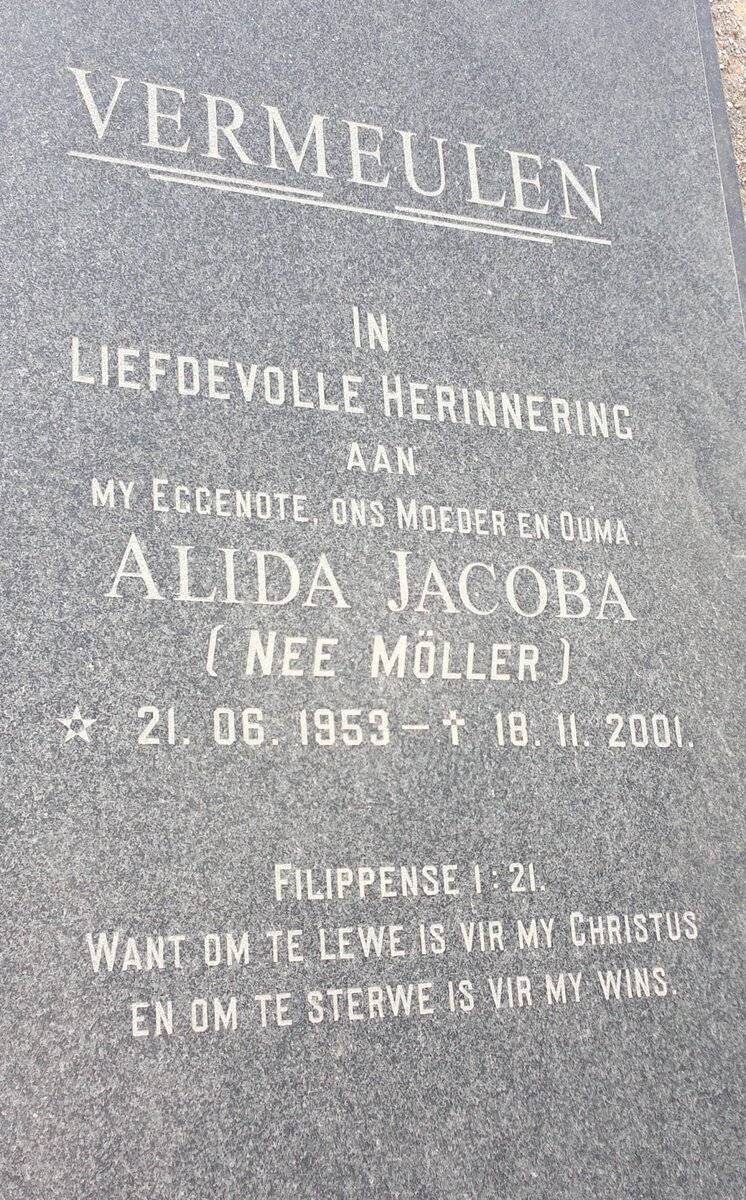 VERMEULEN
IN
LIEFDEVOLLE HERINNERING
AAN
MY EGGENOTE, ONS MOEDER EN OUMA.
ALIDA JACOBA
( NEE MÖLLER )
☆ 21. 06. 1953 – ✝ 18. 11. 2001.
FILIPPENSE 1 : 21.
WANT OM TE LEWE IS VIR MY CHRISTUS
EN OM TE STERWE IS VIR MY WINS.